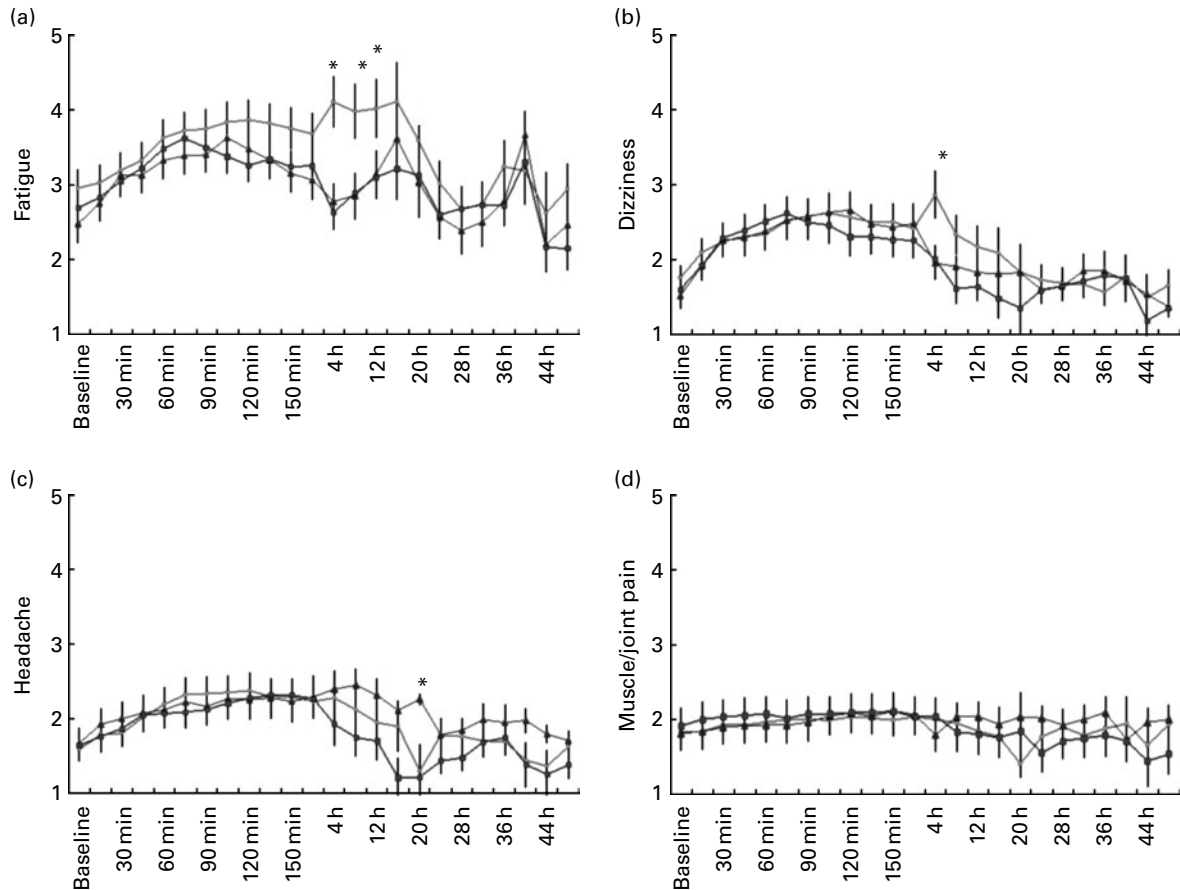 (a)
Fatigue
5
4
3
2
1
* * *
Baseline
30 min
60 min
90 min
120 min
150 min
4 h
12 h
20 h
28 h
36 h
44 h
(b)
Dizziness
5
4
3
2
1
*
Baseline
30 min
60 min
90 min
120 min
150 min
4 h
12 h
20 h
28 h
36 h
44 h
(c)
Headache
5
4
3
2
1
*
Baseline
30 min
60 min
90 min
120 min
150 min
4 h
12 h
20 h
28 h
36 h
44 h
(d)
Muscle/joint pain
5
4
3
2
1
Baseline
30 min
60 min
90 min
120 min
150 min
4 h
12 h
20 h
28 h
36 h
44 h